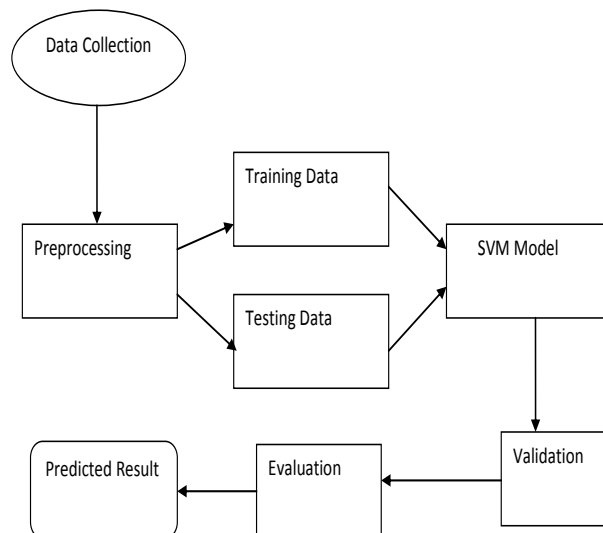 Data Collection
Training Data
Preprocessing
SVM Model
Testing Data
Validation
Evaluation
Predicted Result